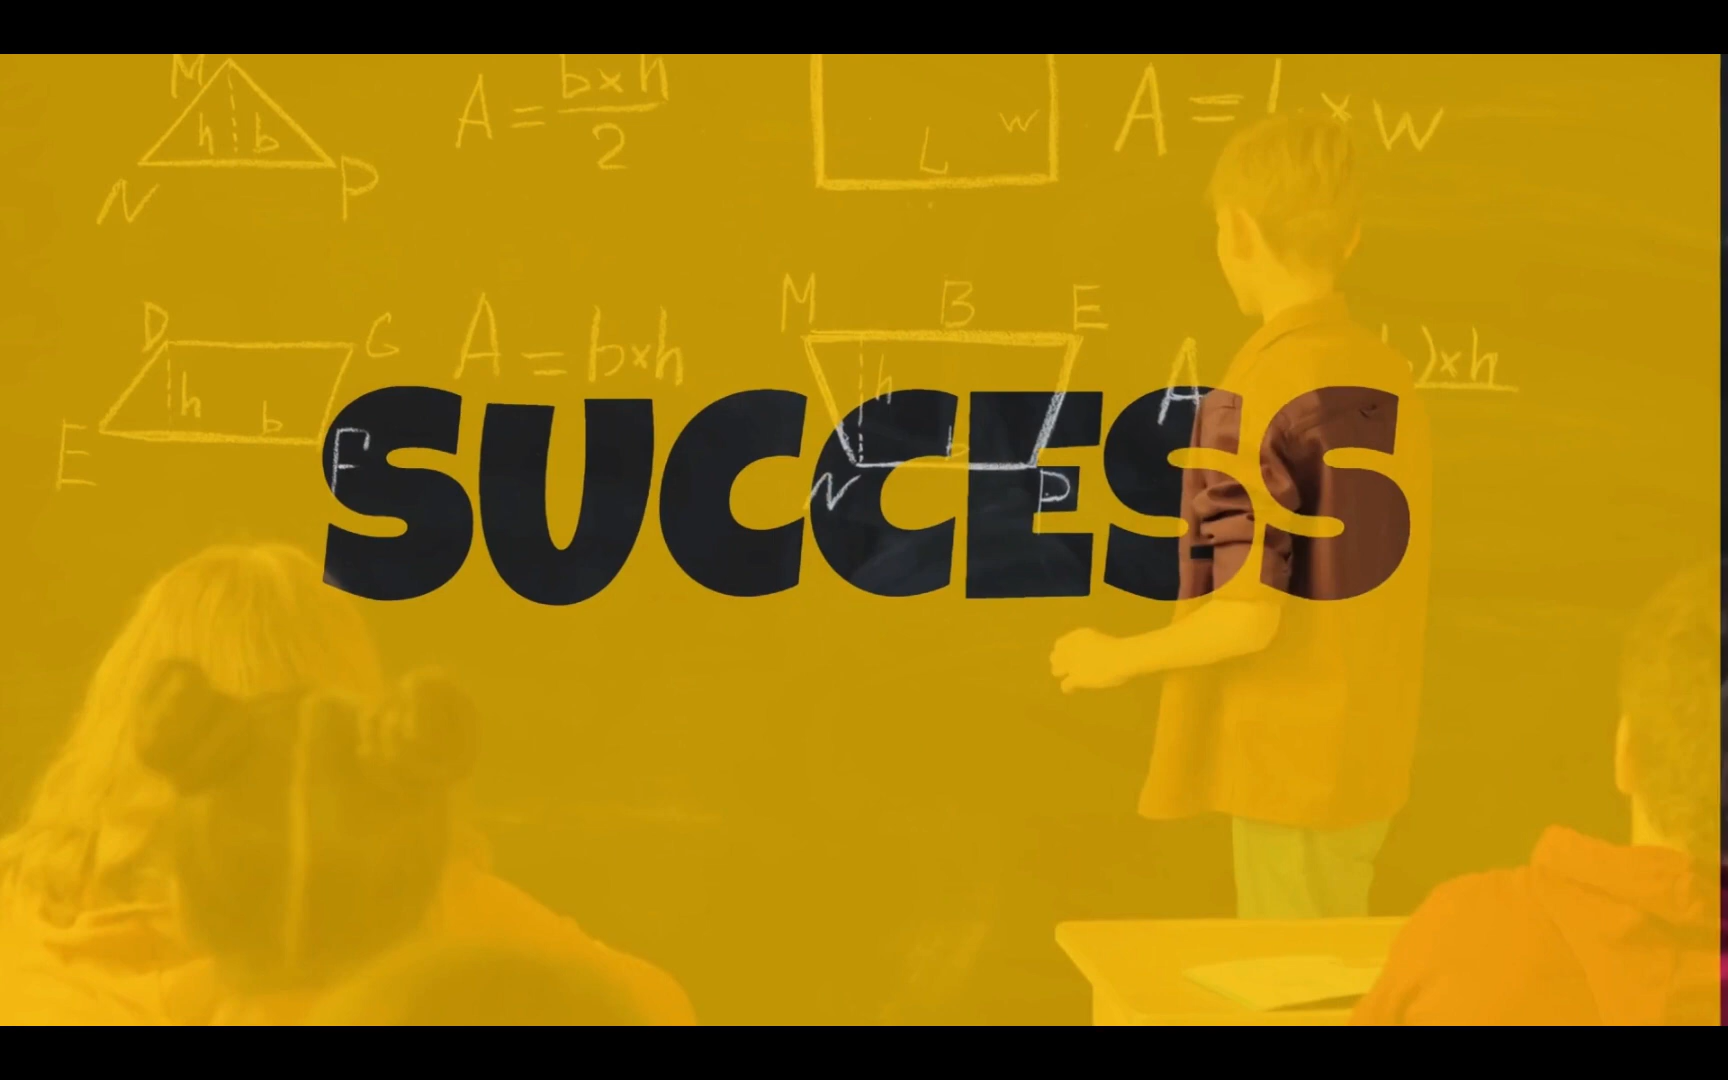 M
h b
N P
A = b×h/2
L w
A = L × w
D G
h b
E F
A = b×h
M B E
h b
N P
A )×h
SUCCESS